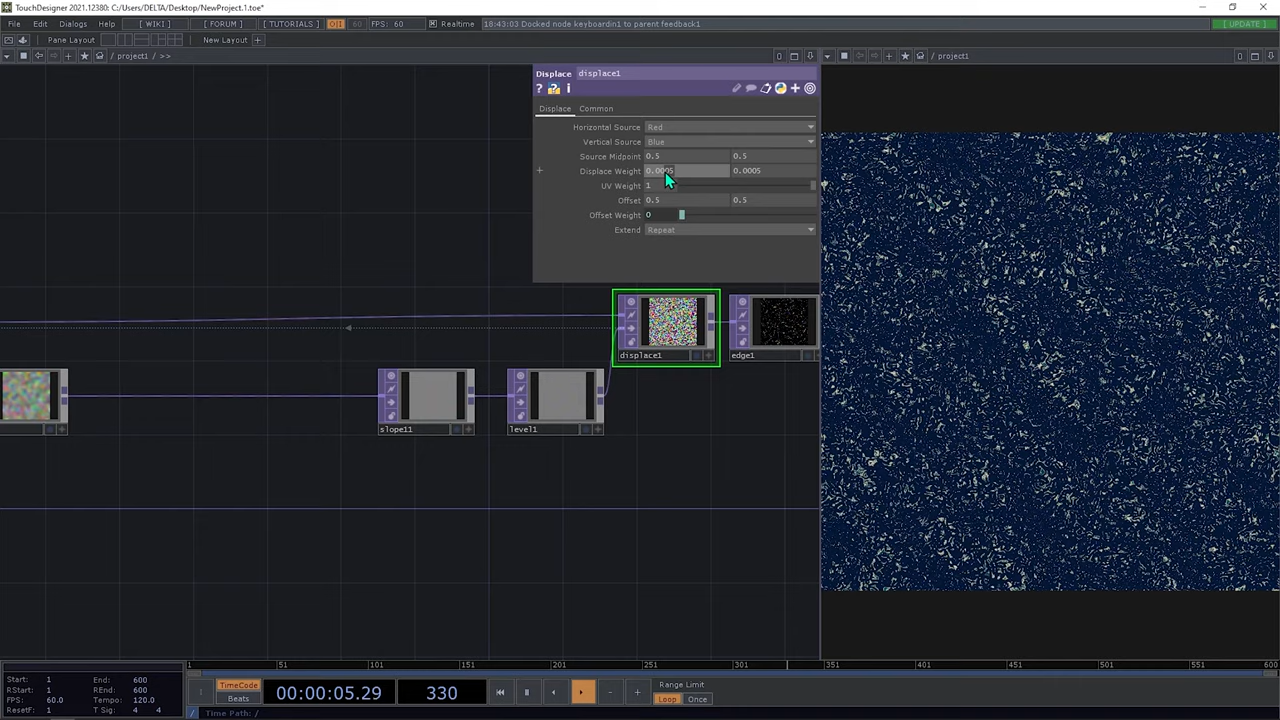 TouchDesigner 2021.12380: C:/Users/DELTA/Desktop/NewProject.1.toe*
File Edit Dialogs Help [ WIKI ] [ FORUM ] [ TUTORIALS ] O|I 60 FPS: 60 Realtime 18:43:03 Docked node keyboardin1 to parent feedback1 [ UPDATE ]
Pane Layout New Layout +
/ project1 / >> 0 / project1 0
Displace displace1
? ? i
Displace Common
Horizontal Source Red
Vertical Source Blue
Source Midpoint 0.5 0.5
Displace Weight 0.0005 0.0005
UV Weight 1
Offset 0.5 0.5
Offset Weight 0
Extend Repeat
displace1 edge1
slope11 level1
1 51 101 151 201 251 301 351 401 451 501 551 600
Start: 1 End: 600
RStart: 1 REnd: 600
FPS: 60.0 Tempo: 120.0
ResetF: 1 T Sig: 4 4
TimeCode
Beats
00:00:05.29 330
Range Limit
Loop Once
/ Time Path: /